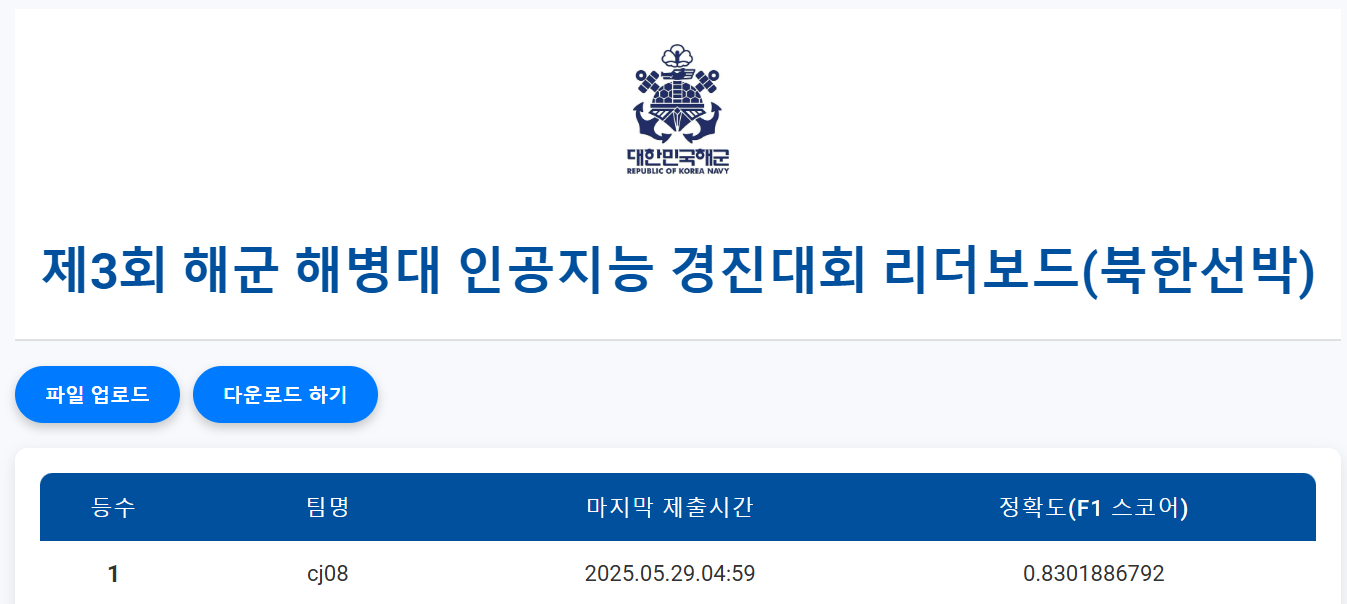 대한민국해군
REPUBLIC OF KOREA NAVY
제3회 해군 해병대 인공지능 경진대회 리더보드(북한선박)
파일 업로드 다운로드 하기
등수 팀명 마지막 제출시간 정확도(F1 스코어)
1 cj08 2025.05.29.04:59 0.8301886792